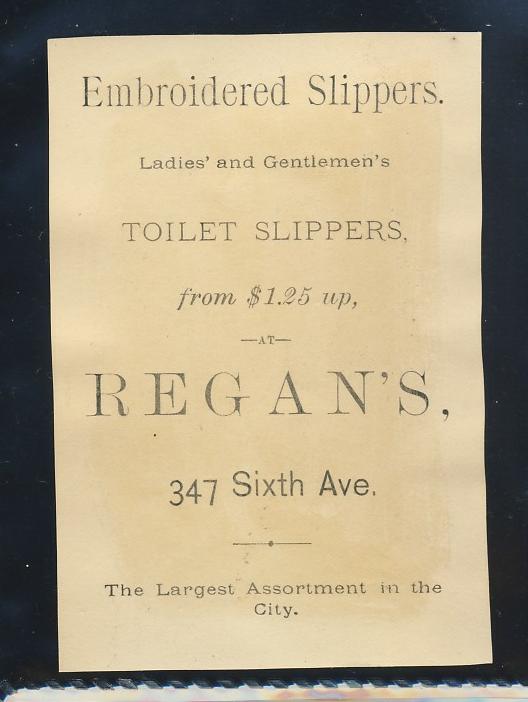 Embroidered Slippers.
Ladies' and Gentlemen's
TOILET SLIPPERS,
from $1.25 up,
—AT—
REGAN'S,
347 Sixth Ave.
The Largest Assortment in the
City.